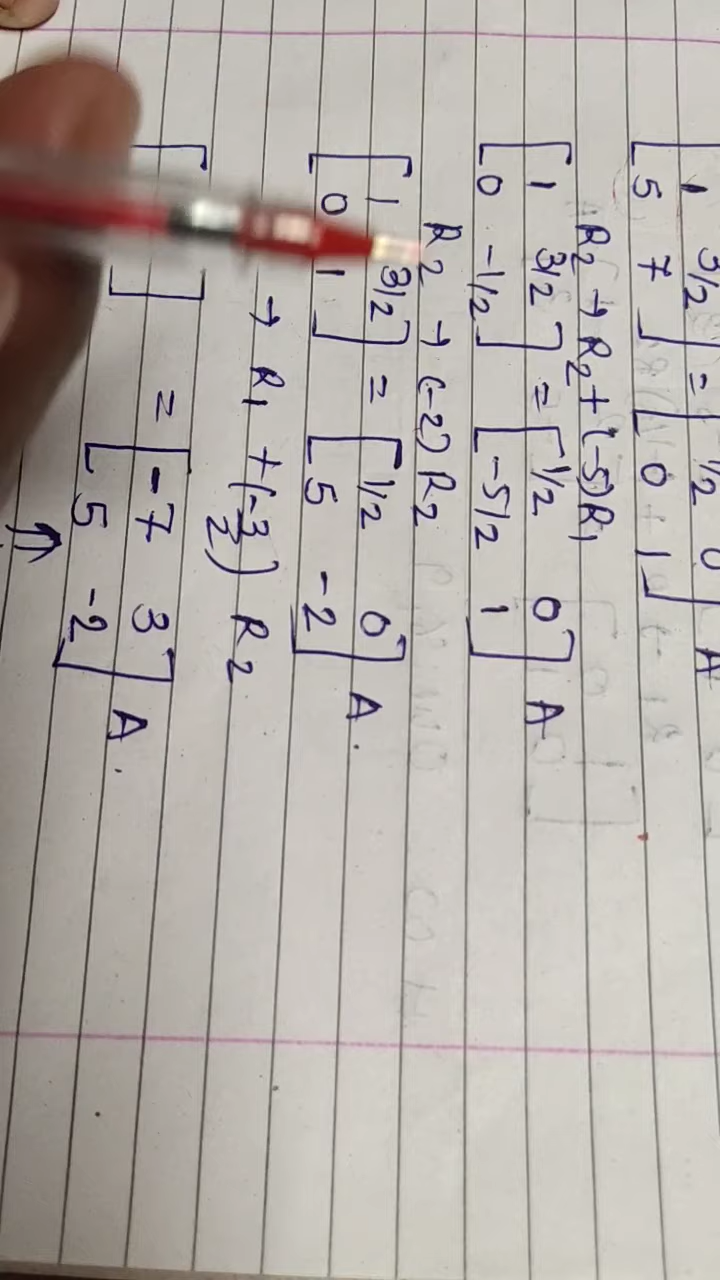 [1 3/2 5 7] = [1/2 0 0 1] A
R2 → R2 + (-5)R1
[1 3/2 0 -1/2] = [1/2 0 -5/2 1] A
R2 → (-2) R2
[1 3/2 0 1] = [1/2 0 5 -2] A.
→ R1 + (-3/2) R2
= [-7 3 5 -2] A.
⇑